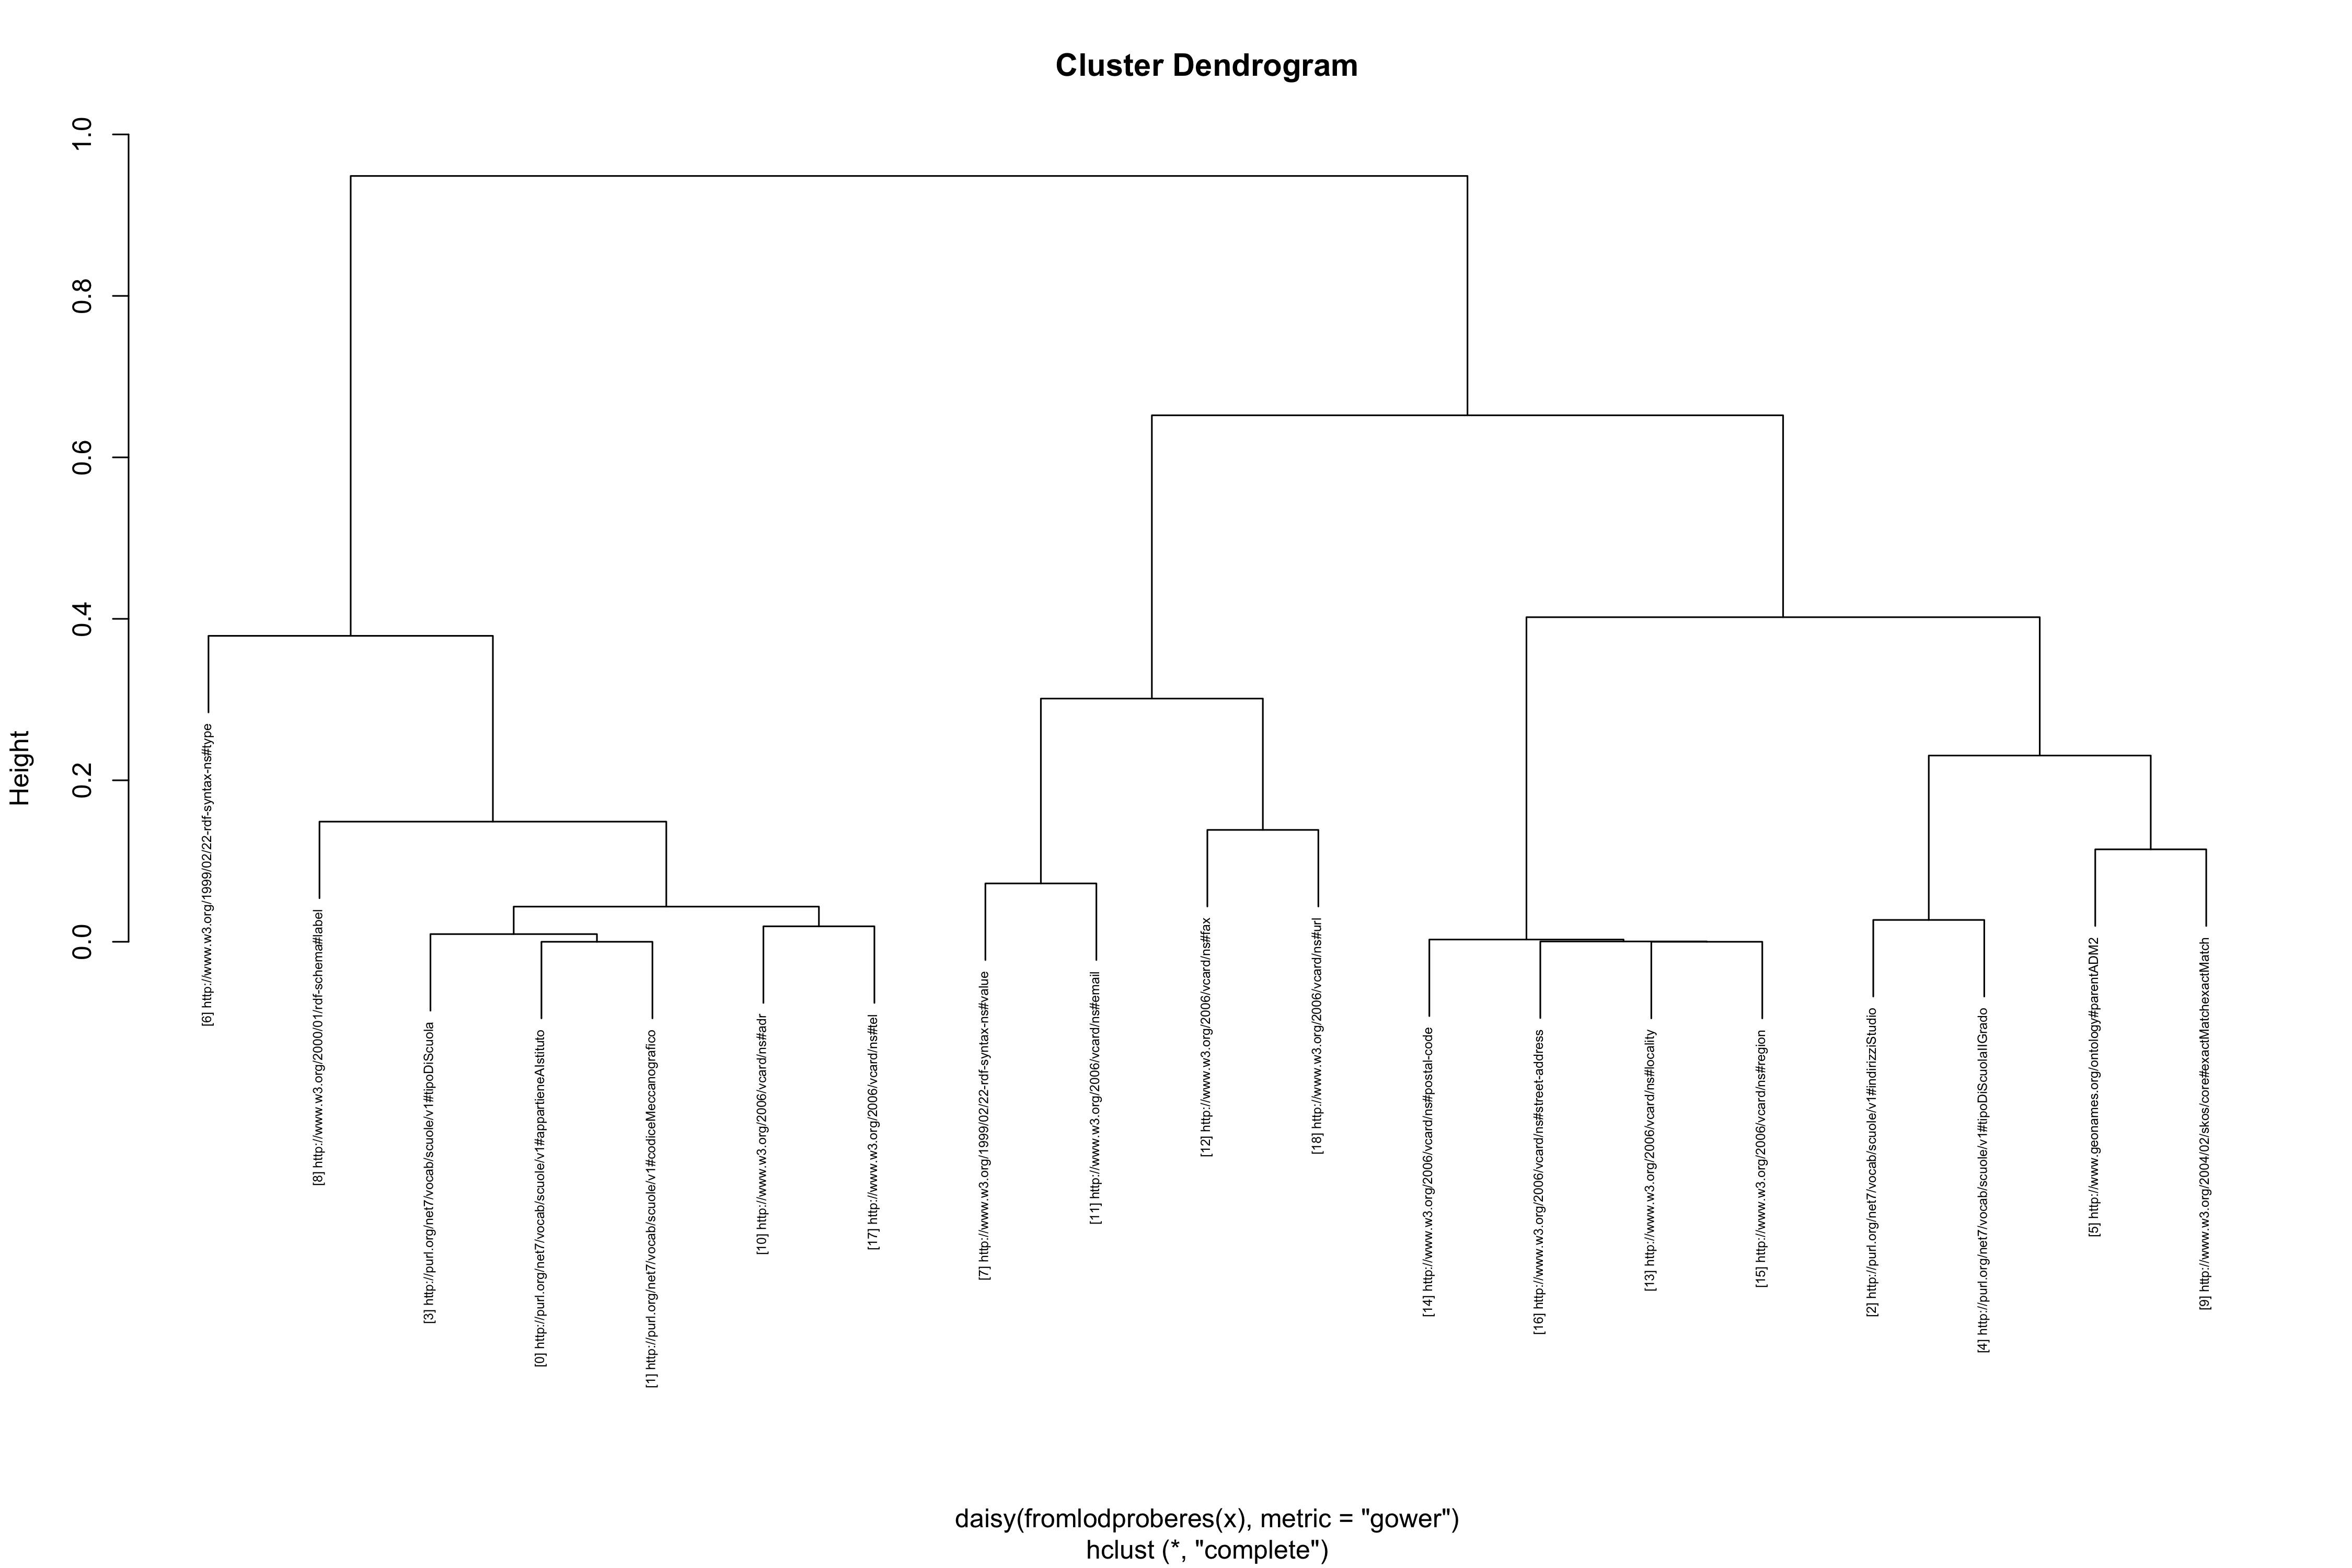 Cluster Dendrogram
Height
1.0
0.8
0.6
0.4
0.2
0.0
[6] http://www.w3.org/1999/02/22-rdf-syntax-ns#type
[8] http://www.w3.org/2000/01/rdf-schema#label
[3] http://purl.org/net7/vocab/scuole/v1#tipoDiScuola
[0] http://purl.org/net7/vocab/scuole/v1#appartieneAIstituto
[1] http://purl.org/net7/vocab/scuole/v1#codiceMeccanografico
[10] http://www.w3.org/2006/vcard/ns#adr
[17] http://www.w3.org/2006/vcard/ns#tel
[7] http://www.w3.org/1999/02/22-rdf-syntax-ns#value
[11] http://www.w3.org/2006/vcard/ns#email
[12] http://www.w3.org/2006/vcard/ns#fax
[18] http://www.w3.org/2006/vcard/ns#url
[14] http://www.w3.org/2006/vcard/ns#postal-code
[16] http://www.w3.org/2006/vcard/ns#street-address
[13] http://www.w3.org/2006/vcard/ns#locality
[15] http://www.w3.org/2006/vcard/ns#region
[2] http://purl.org/net7/vocab/scuole/v1#indirizziStudio
[4] http://purl.org/net7/vocab/scuole/v1#tipoDiScuolaIIGrado
[5] http://www.geonames.org/ontology#parentADM2
[9] http://www.w3.org/2004/02/skos/core#exactMatchexactMatch
daisy(fromlodproberes(x), metric = "gower")
hclust (*, "complete")